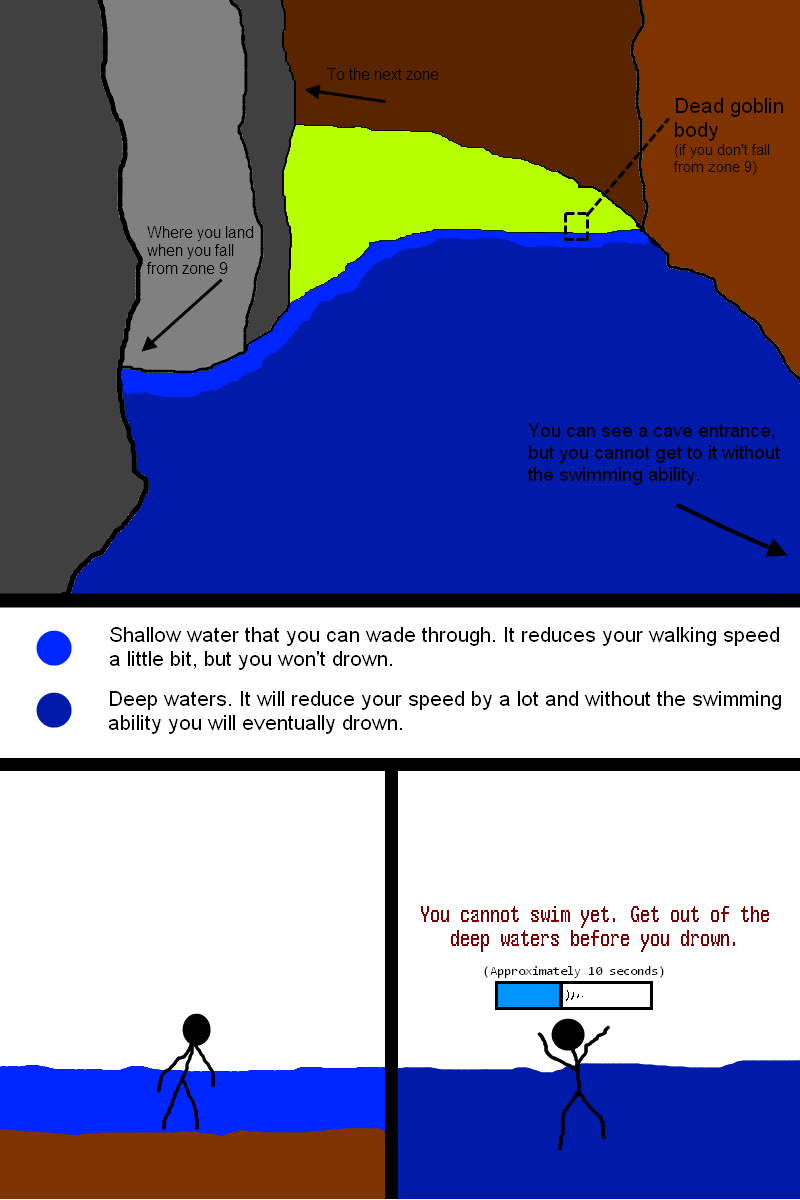 To the next zone
Dead goblin
body
(if you don't fall
from zone 9)
Where you land
when you fall
from zone 9
You can see a cave entrance,
but you cannot get to it without
the swimming ability.
Shallow water that you can wade through. It reduces your walking speed
a little bit, but you won't drown.
Deep waters. It will reduce your speed by a lot and without the swimming
ability you will eventually drown.
You cannot swim yet. Get out of the
deep waters before you drown.
(Approximately 10 seconds)